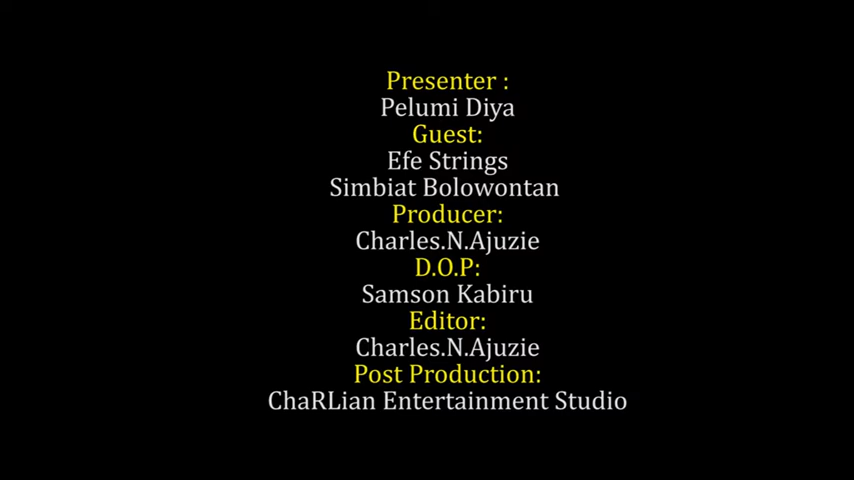 Presenter :
Pelumi Diya
Guest:
Efe Strings
Simbiat Bolowontan
Producer:
Charles.N.Ajuzie
D.O.P:
Samson Kabiru
Editor:
Charles.N.Ajuzie
Post Production:
ChaRLian Entertainment Studio